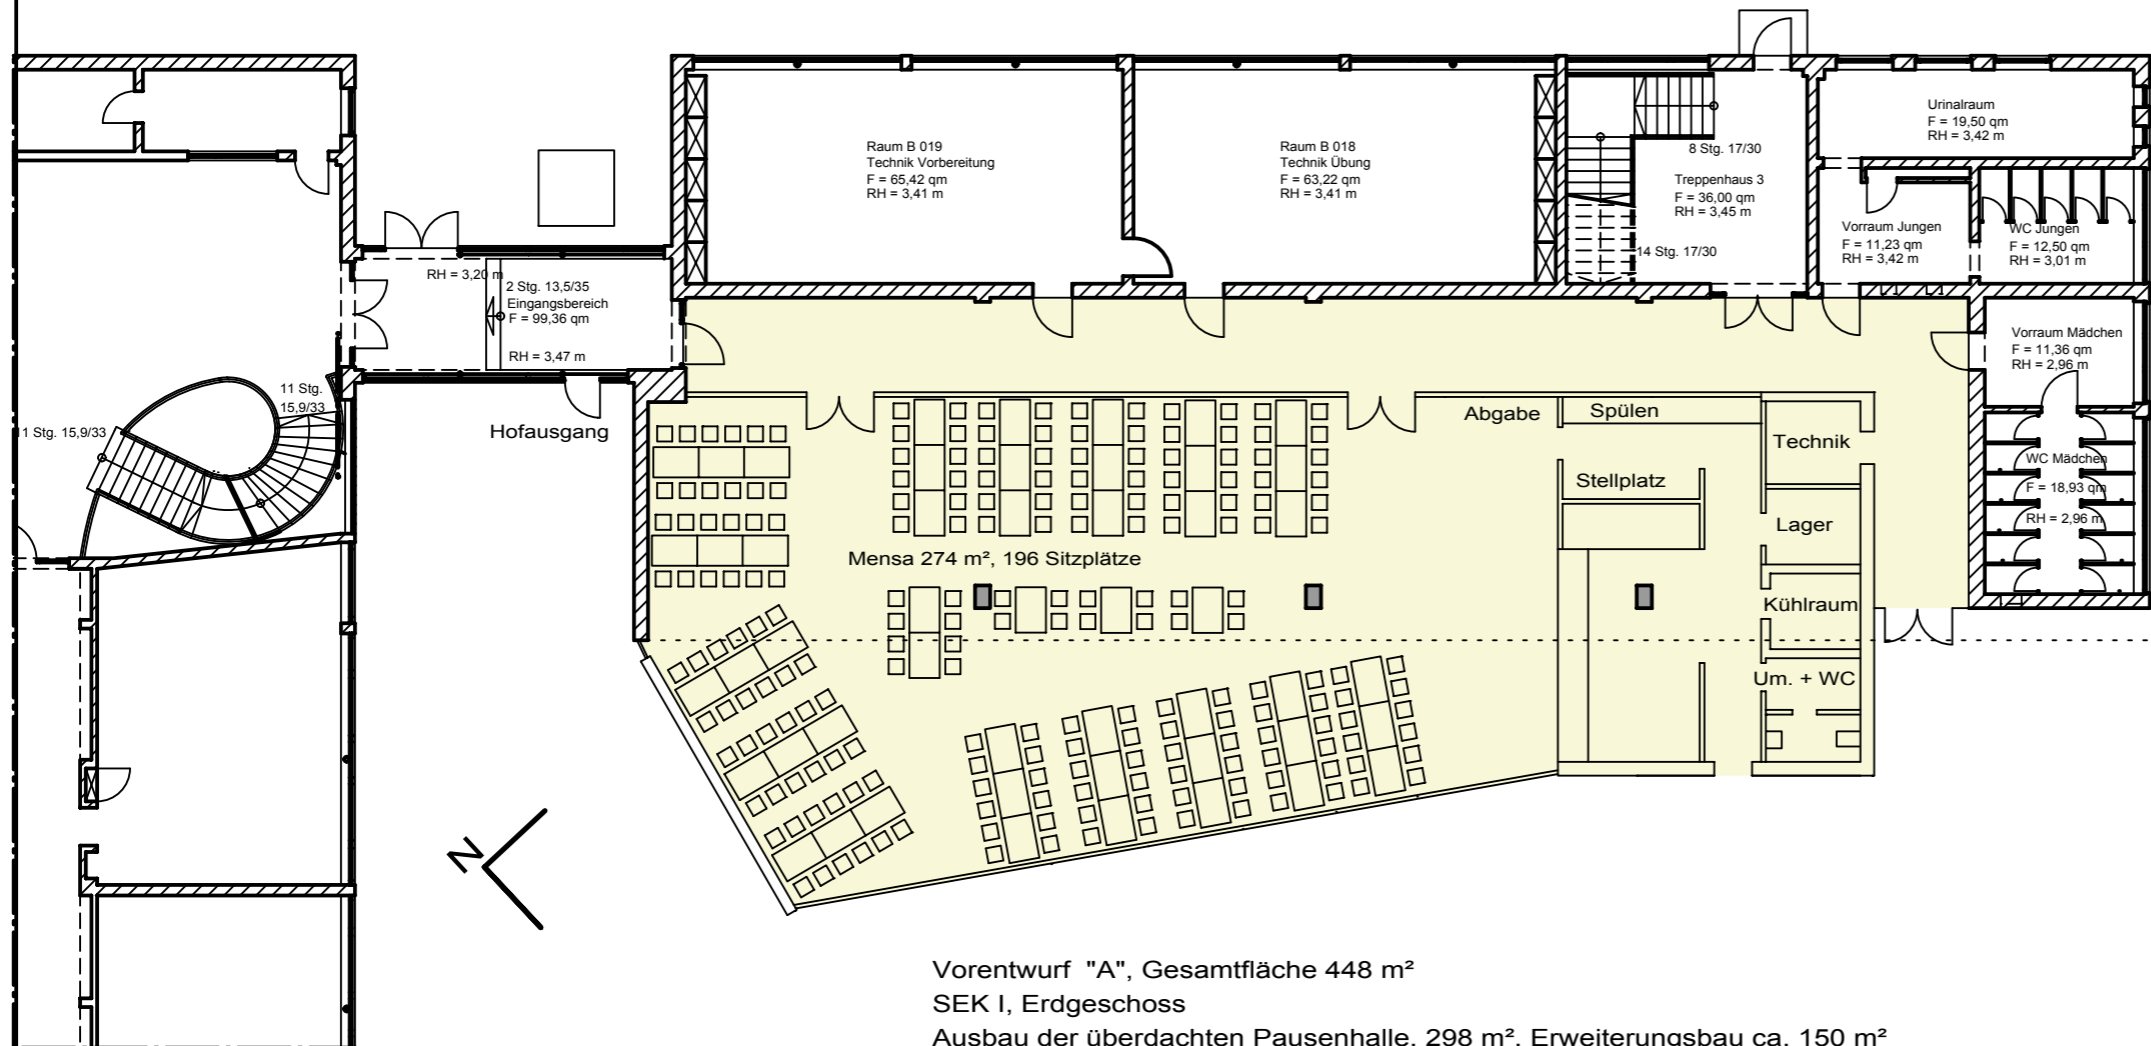 Raum B 019
Technik Vorbereitung
F = 65,42 qm
RH = 3,41 m
Raum B 018
Technik Übung
F = 63,22 qm
RH = 3,41 m
8 Stg. 17/30
Treppenhaus 3
F = 36,00 qm
RH = 3,45 m
14 Stg. 17/30
Urinalraum
F = 19,50 qm
RH = 3,42 m
Vorraum Jungen
F = 11,23 qm
RH = 3,42 m
WC Jungen
F = 12,50 qm
RH = 3,01 m
RH = 3,20 m
2 Stg. 13,5/35
Eingangsbereich
F = 99,36 qm
RH = 3,47 m
Vorraum Mädchen
F = 11,36 qm
RH = 2,96 m
11 Stg.
15,9/33
11 Stg. 15,9/33
Hofausgang
Abgabe
Spülen
Technik
WC Mädchen
F = 18,93 qm
RH = 2,96 m
Stellplatz
Lager
Mensa 274 m², 196 Sitzplätze
Kühlraum
Um. + WC
N
Vorentwurf "A", Gesamtfläche 448 m²
SEK I, Erdgeschoss
Ausbau der überdachten Pausenhalle, 298 m², Erweiterungsbau ca. 150 m²